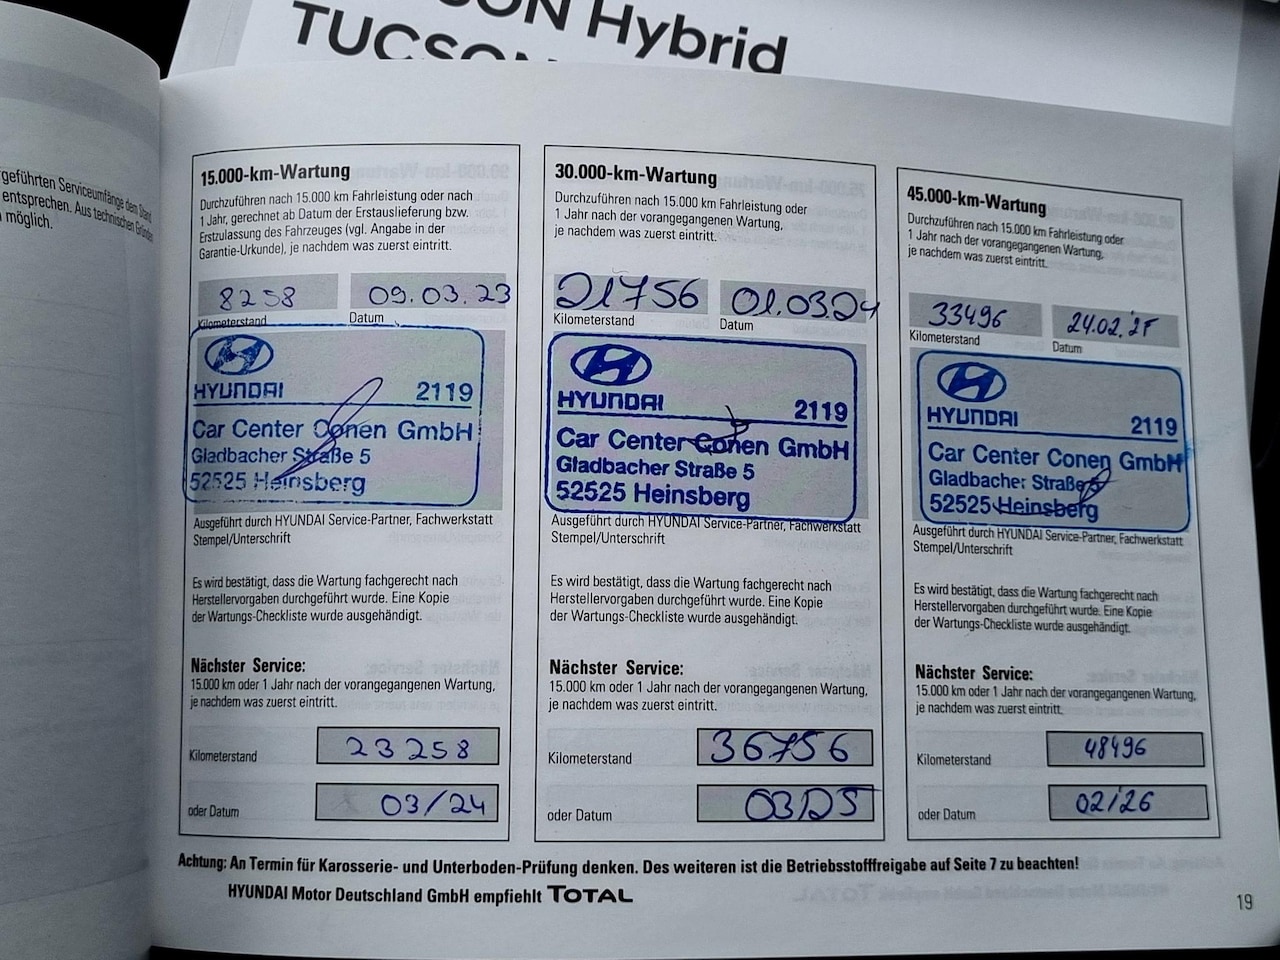 TUCSON Hybrid
TUCSON
geführten Serviceumfänge dem Stand
entsprechen. Aus technischen Gründen
möglich.
15.000-km-Wartung
Durchzuführen nach 15.000 km Fahrleistung oder nach
1 Jahr, gerechnet ab Datum der Erstauslieferung bzw.
Erstzulassung des Fahrzeuges (vgl. Angabe in der
Garantie-Urkunde), je nachdem was zuerst eintritt.
8258 09.03.23
Kilometerstand Datum
HYUNDAI 2119
Car Center Conen GmbH
Gladbacher Straße 5
52525 Heinsberg
Ausgeführt durch HYUNDAI Service-Partner, Fachwerkstatt
Stempel/Unterschrift
Es wird bestätigt, dass die Wartung fachgerecht nach
Herstellervorgaben durchgeführt wurde. Eine Kopie
der Wartungs-Checkliste wurde ausgehändigt.
Nächster Service:
15.000 km oder 1 Jahr nach der vorangegangenen Wartung,
je nachdem was zuerst eintritt.
Kilometerstand 23258
oder Datum 03/24
30.000-km-Wartung
Durchzuführen nach 15.000 km Fahrleistung oder
1 Jahr nach der vorangegangenen Wartung,
je nachdem was zuerst eintritt.
21756 01.03.24
Kilometerstand Datum
HYUNDAI 2119
Car Center Conen GmbH
Gladbacher Straße 5
52525 Heinsberg
Ausgeführt durch HYUNDAI Service-Partner, Fachwerkstatt
Stempel/Unterschrift
Es wird bestätigt, dass die Wartung fachgerecht nach
Herstellervorgaben durchgeführt wurde. Eine Kopie
der Wartungs-Checkliste wurde ausgehändigt.
Nächster Service:
15.000 km oder 1 Jahr nach der vorangegangenen Wartung,
je nachdem was zuerst eintritt.
Kilometerstand 36756
oder Datum 03/25
45.000-km-Wartung
Durchzuführen nach 15.000 km Fahrleistung oder
1 Jahr nach der vorangegangenen Wartung,
je nachdem was zuerst eintritt.
33496 24.02.25
Kilometerstand Datum
HYUNDAI 2119
Car Center Conen GmbH
Gladbacher Straße 5
52525 Heinsberg
Ausgeführt durch HYUNDAI Service-Partner, Fachwerkstatt
Stempel/Unterschrift
Es wird bestätigt, dass die Wartung fachgerecht nach
Herstellervorgaben durchgeführt wurde. Eine Kopie
der Wartungs-Checkliste wurde ausgehändigt.
Nächster Service:
15.000 km oder 1 Jahr nach der vorangegangenen Wartung,
je nachdem was zuerst eintritt.
Kilometerstand 48496
oder Datum 02/26
Achtung: An Termin für Karosserie- und Unterboden-Prüfung denken. Des weiteren ist die Betriebsstofffreigabe auf Seite 7 zu beachten!
HYUNDAI Motor Deutschland GmbH empfiehlt TOTAL
19